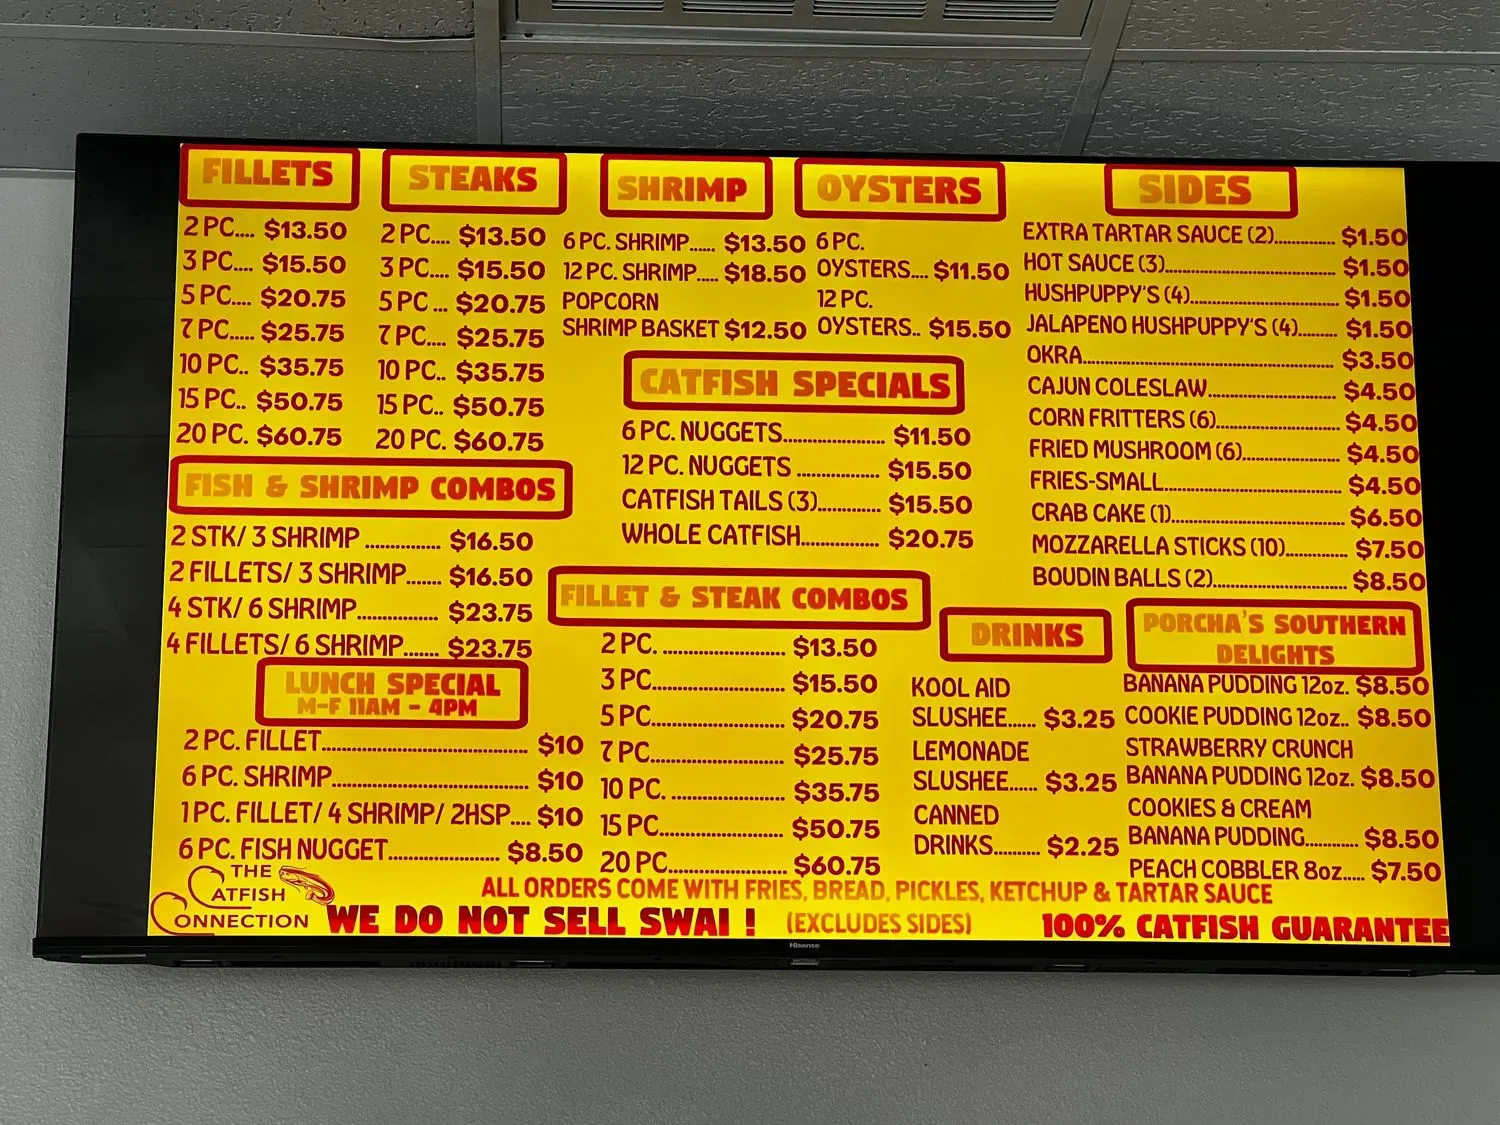 FILLETS
2 PC.... $13.50
3 PC.... $15.50
5 PC.... $20.75
7 PC..... $25.75
10 PC.. $35.75
15 PC.. $50.75
20 PC. $60.75
STEAKS
2 PC.... $13.50
3 PC.... $15.50
5 PC ... $20.75
7 PC.... $25.75
10 PC.. $35.75
15 PC.. $50.75
20 PC. $60.75
SHRIMP
6 PC. SHRIMP...... $13.50
12 PC. SHRIMP..... $18.50
POPCORN
SHRIMP BASKET $12.50
OYSTERS
6 PC.
OYSTERS.... $11.50
12 PC.
OYSTERS.. $15.50
CATFISH SPECIALS
6 PC. NUGGETS...................... $11.50
12 PC. NUGGETS .................. $15.50
CATFISH TAILS (3)............. $15.50
WHOLE CATFISH................ $20.75
FISH & SHRIMP COMBOS
2 STK/ 3 SHRIMP ............... $16.50
2 FILLETS/ 3 SHRIMP....... $16.50
4 STK/ 6 SHRIMP................ $23.75
4 FILLETS/ 6 SHRIMP....... $23.75
LUNCH SPECIAL
M-F 11AM - 4PM
2 PC. FILLET......................................... $10
6 PC. SHRIMP....................................... $10
1 PC. FILLET/ 4 SHRIMP/ 2HSP.... $10
6 PC. FISH NUGGET...................... $8.50
FILLET & STEAK COMBOS
2 PC. ........................ $13.50
3 PC.......................... $15.50
5 PC.......................... $20.75
7 PC.......................... $25.75
10 PC. ...................... $35.75
15 PC........................ $50.75
20 PC....................... $60.75
SIDES
EXTRA TARTAR SAUCE (2)............. $1.50
HOT SAUCE (3)..................................... $1.50
HUSHPUPPY'S (4)................................ $1.50
JALAPENO HUSHPUPPY'S (4)........ $1.50
OKRA....................................................... $3.50
CAJUN COLESLAW............................ $4.50
CORN FRITTERS (6)........................... $4.50
FRIED MUSHROOM (6)..................... $4.50
FRIES-SMALL...................................... $4.50
CRAB CAKE (1)..................................... $6.50
MOZZARELLA STICKS (10)............. $7.50
BOUDIN BALLS (2)............................. $8.50
DRINKS
KOOL AID
SLUSHEE...... $3.25
LEMONADE
SLUSHEE...... $3.25
CANNED
DRINKS.......... $2.25
PORCHA'S SOUTHERN
DELIGHTS
BANANA PUDDING 12oz. $8.50
COOKIE PUDDING 12oz.. $8.50
STRAWBERRY CRUNCH
BANANA PUDDING 12oz. $8.50
COOKIES & CREAM
BANANA PUDDING............ $8.50
PEACH COBBLER 8oz..... $7.50
THE
CATFISH
CONNECTION
ALL ORDERS COME WITH FRIES, BREAD, PICKLES, KETCHUP & TARTAR SAUCE
WE DO NOT SELL SWAI ! (EXCLUDES SIDES) 100% CATFISH GUARANTEE
Hisense